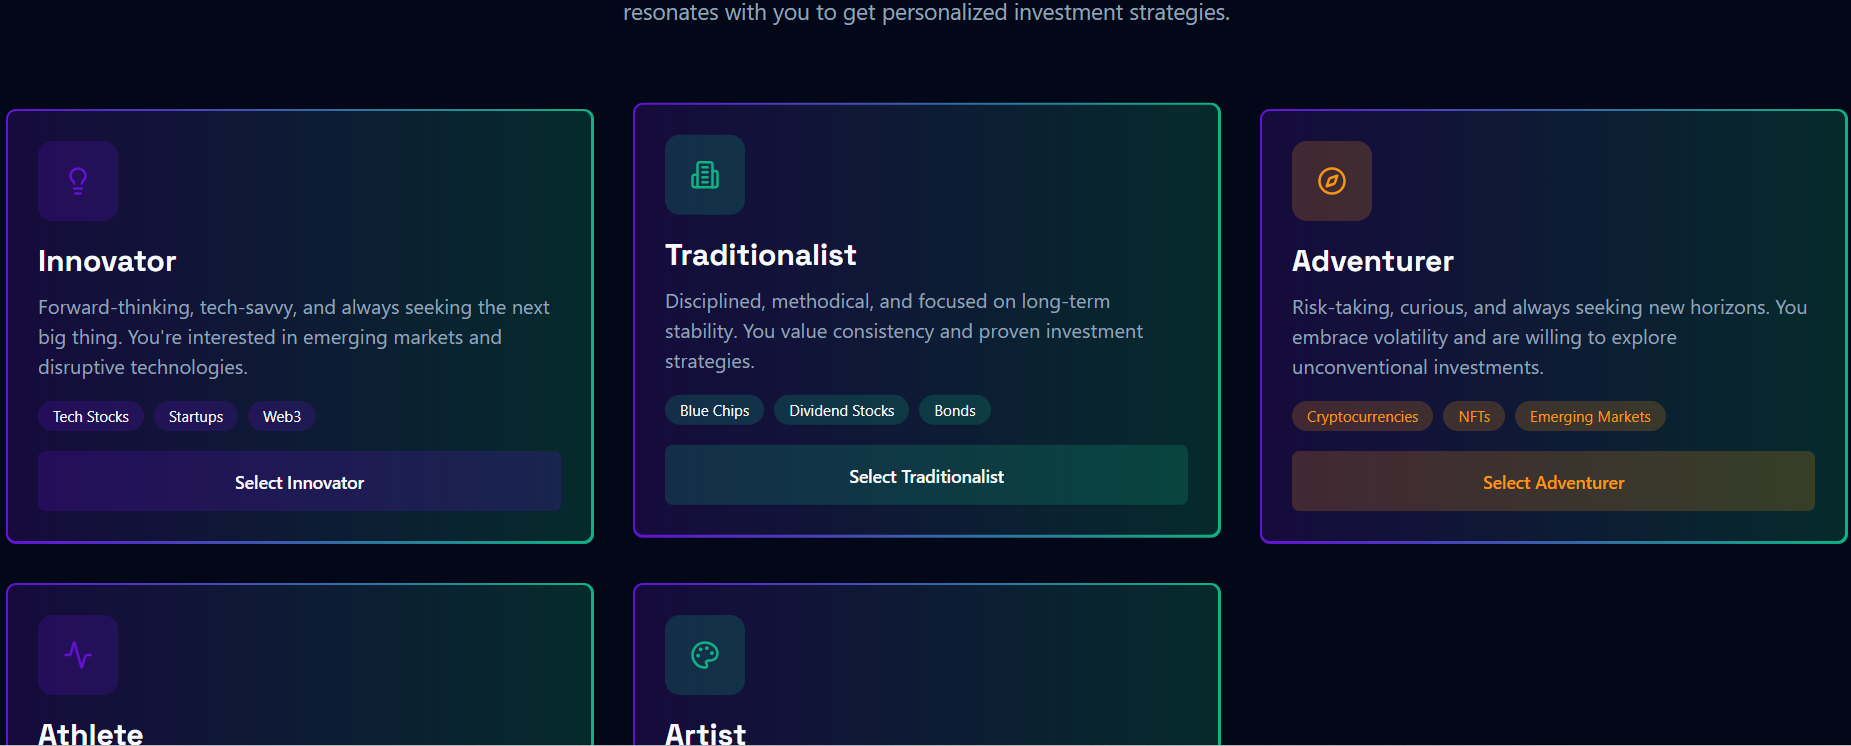 resonates with you to get personalized investment strategies.
Innovator
Forward-thinking, tech-savvy, and always seeking the next
big thing. You're interested in emerging markets and
disruptive technologies.
Tech Stocks Startups Web3
Select Innovator
Traditionalist
Disciplined, methodical, and focused on long-term
stability. You value consistency and proven investment
strategies.
Blue Chips Dividend Stocks Bonds
Select Traditionalist
Adventurer
Risk-taking, curious, and always seeking new horizons. You
embrace volatility and are willing to explore
unconventional investments.
Cryptocurrencies NFTs Emerging Markets
Select Adventurer
Athlete
Artist